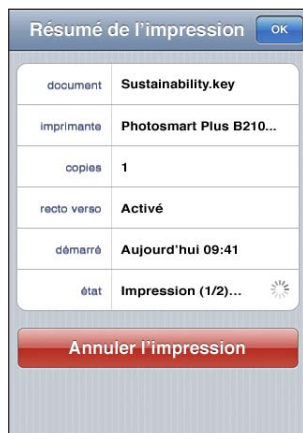 Résumé de l'impression OK
document Sustainability.key
imprimante Photosmart Plus B210...
copies 1
recto verso Activé
démarré Aujourd'hui 09:41
état Impression (1/2)...
Annuler l'impression